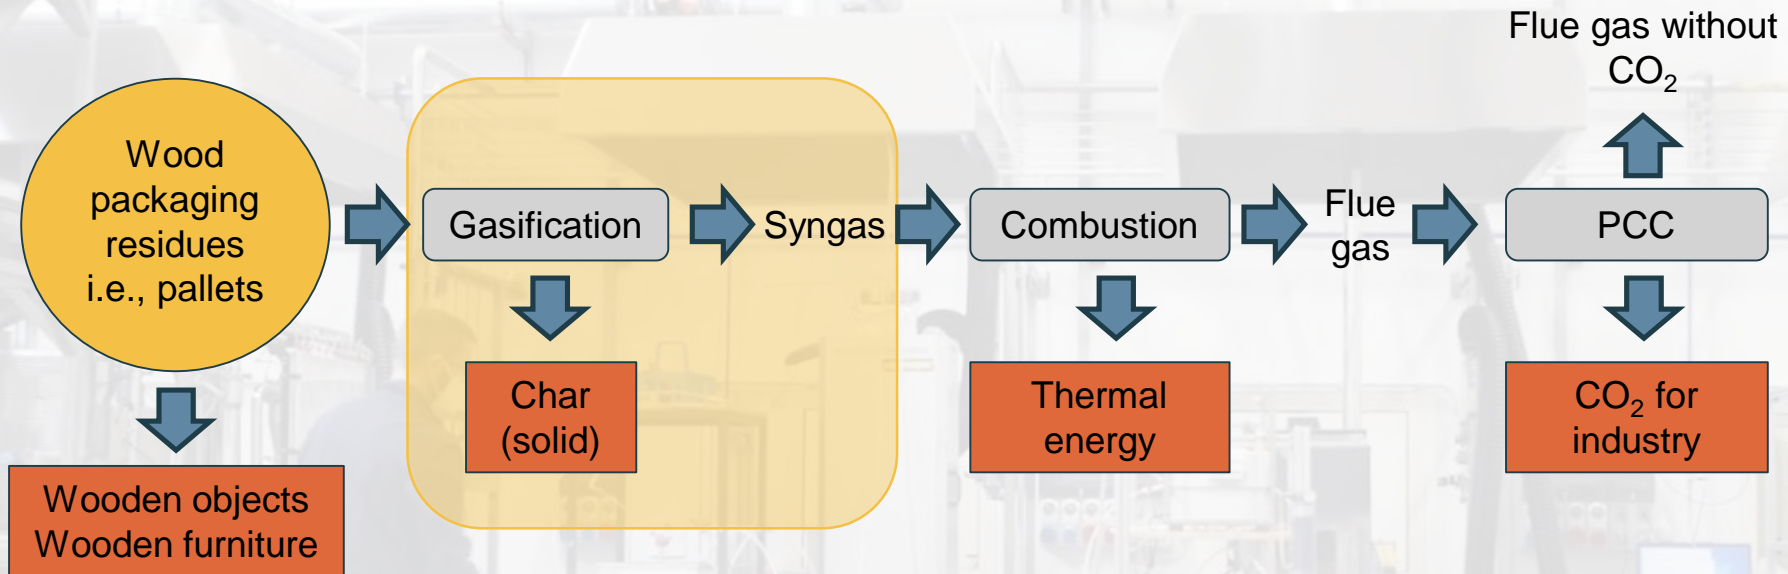 Flue gas without
CO₂
Wood
packaging
residues
i.e., pallets
Gasification
Syngas
Combustion
Flue
gas
PCC
Char
(solid)
Thermal
energy
CO₂ for
industry
Wooden objects
Wooden furniture